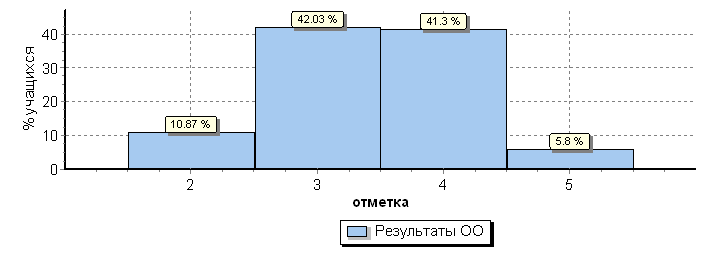 % учащихся
40
30
20
10
0
10.87 %
42.03 %
41.3 %
5.8 %
2 3 4 5
отметка
Результаты ОО